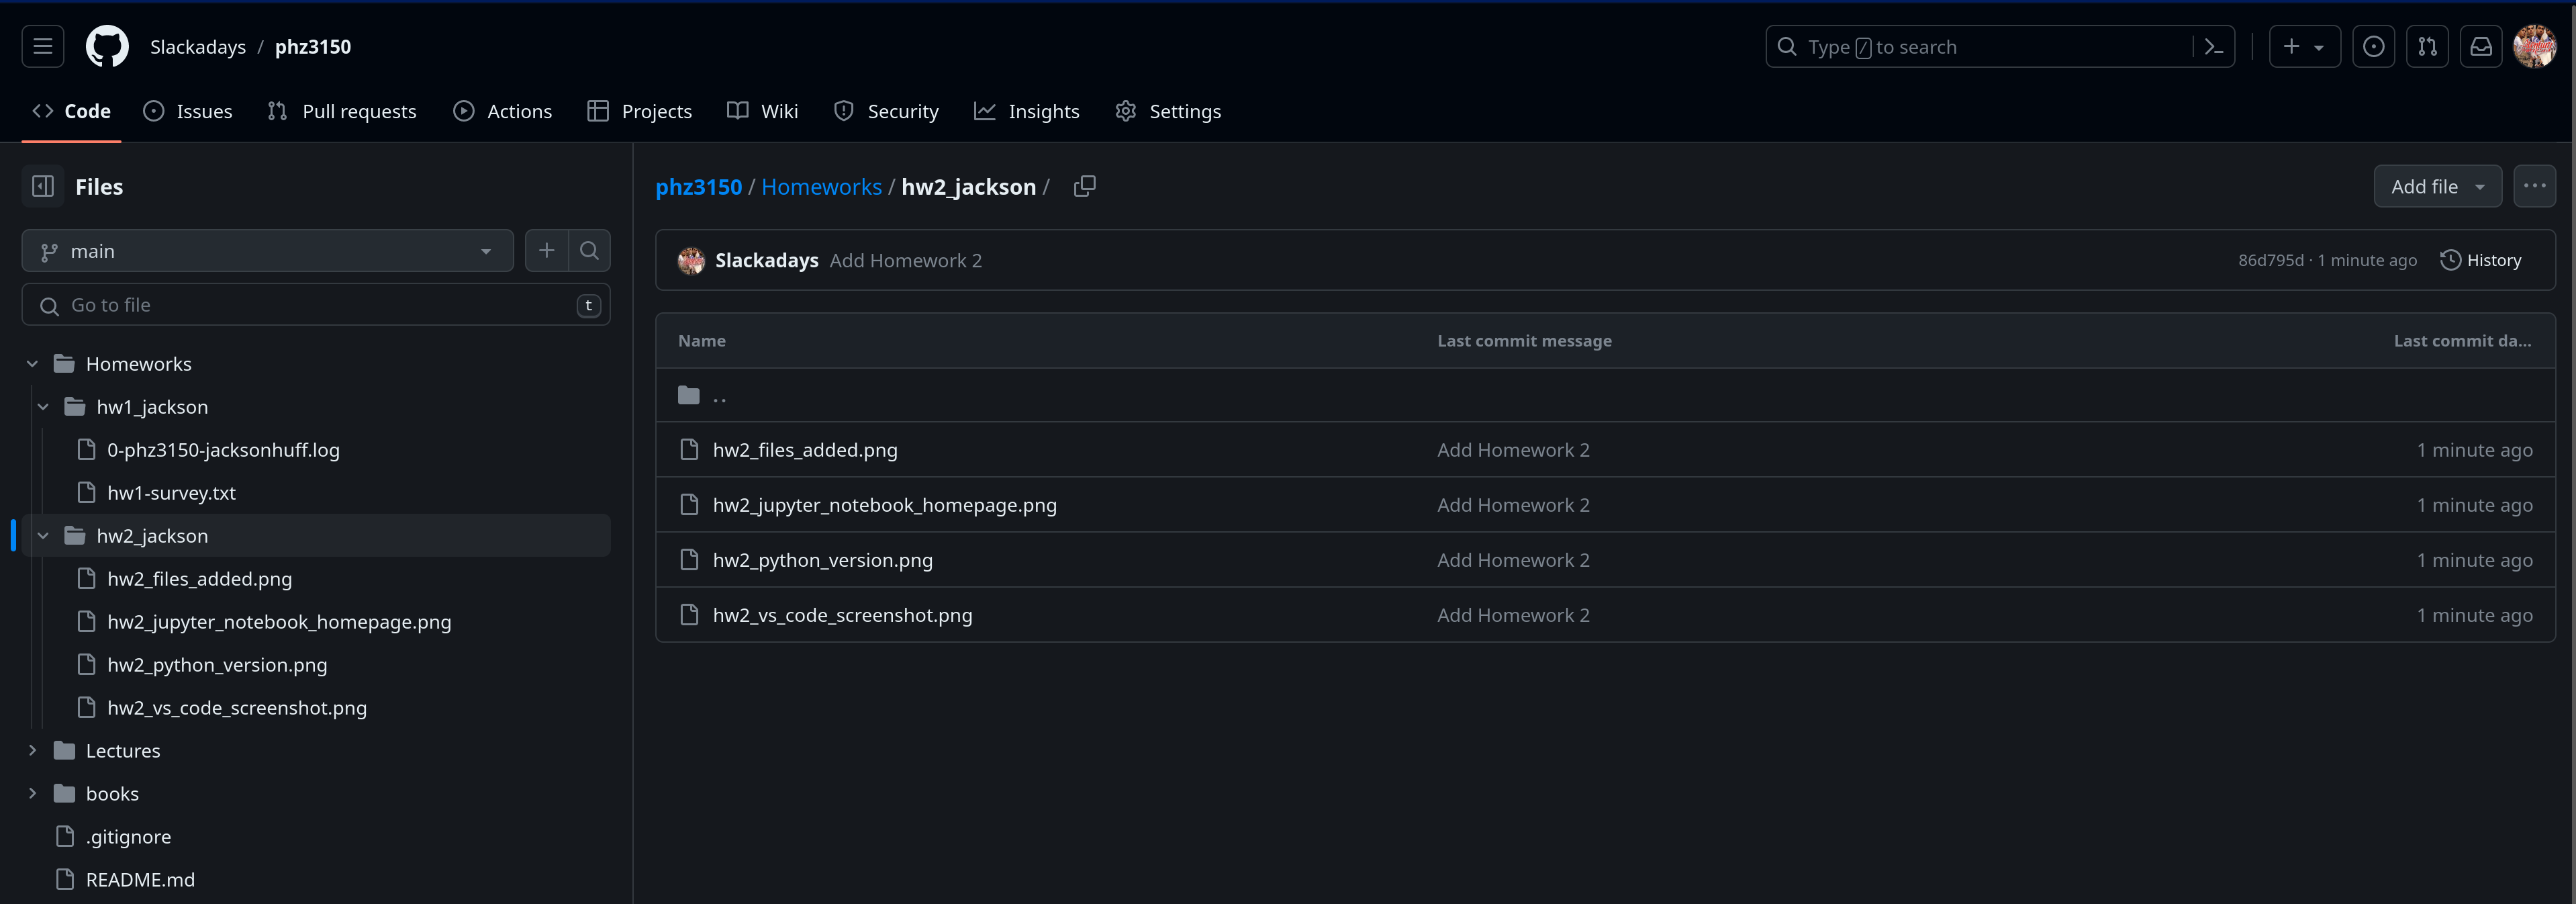 Slackadays / phz3150
Type / to search
Code Issues Pull requests Actions Projects Wiki Security Insights Settings
Files
main
Go to file t
Homeworks
hw1_jackson
0-phz3150-jacksonhuff.log
hw1-survey.txt
hw2_jackson
hw2_files_added.png
hw2_jupyter_notebook_homepage.png
hw2_python_version.png
hw2_vs_code_screenshot.png
Lectures
books
.gitignore
README.md
phz3150 / Homeworks / hw2_jackson /
Add file
Slackadays Add Homework 2 86d795d · 1 minute ago History
Name Last commit message Last commit da...
..
hw2_files_added.png Add Homework 2 1 minute ago
hw2_jupyter_notebook_homepage.png Add Homework 2 1 minute ago
hw2_python_version.png Add Homework 2 1 minute ago
hw2_vs_code_screenshot.png Add Homework 2 1 minute ago